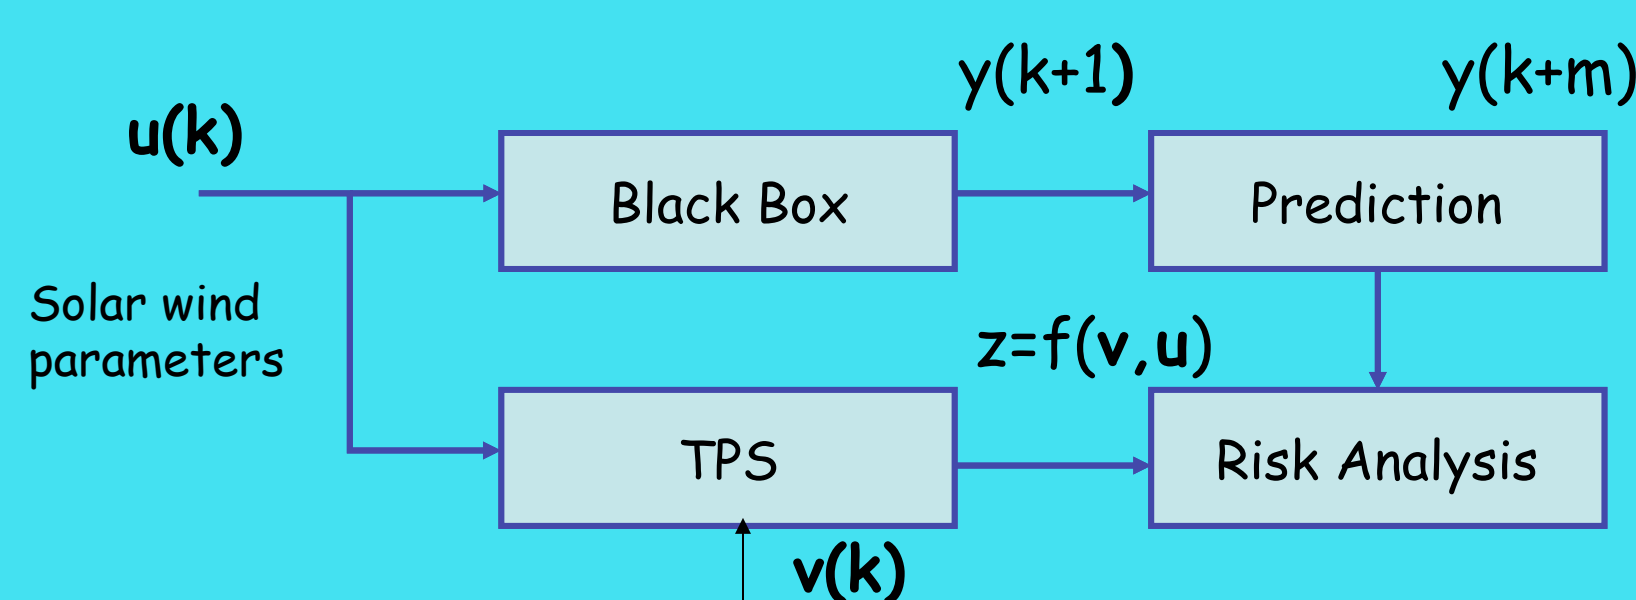 y(k+1)
y(k+m)
u(k)
Black Box
Prediction
Solar wind
parameters
z=f(v,u)
TPS
Risk Analysis
v(k)